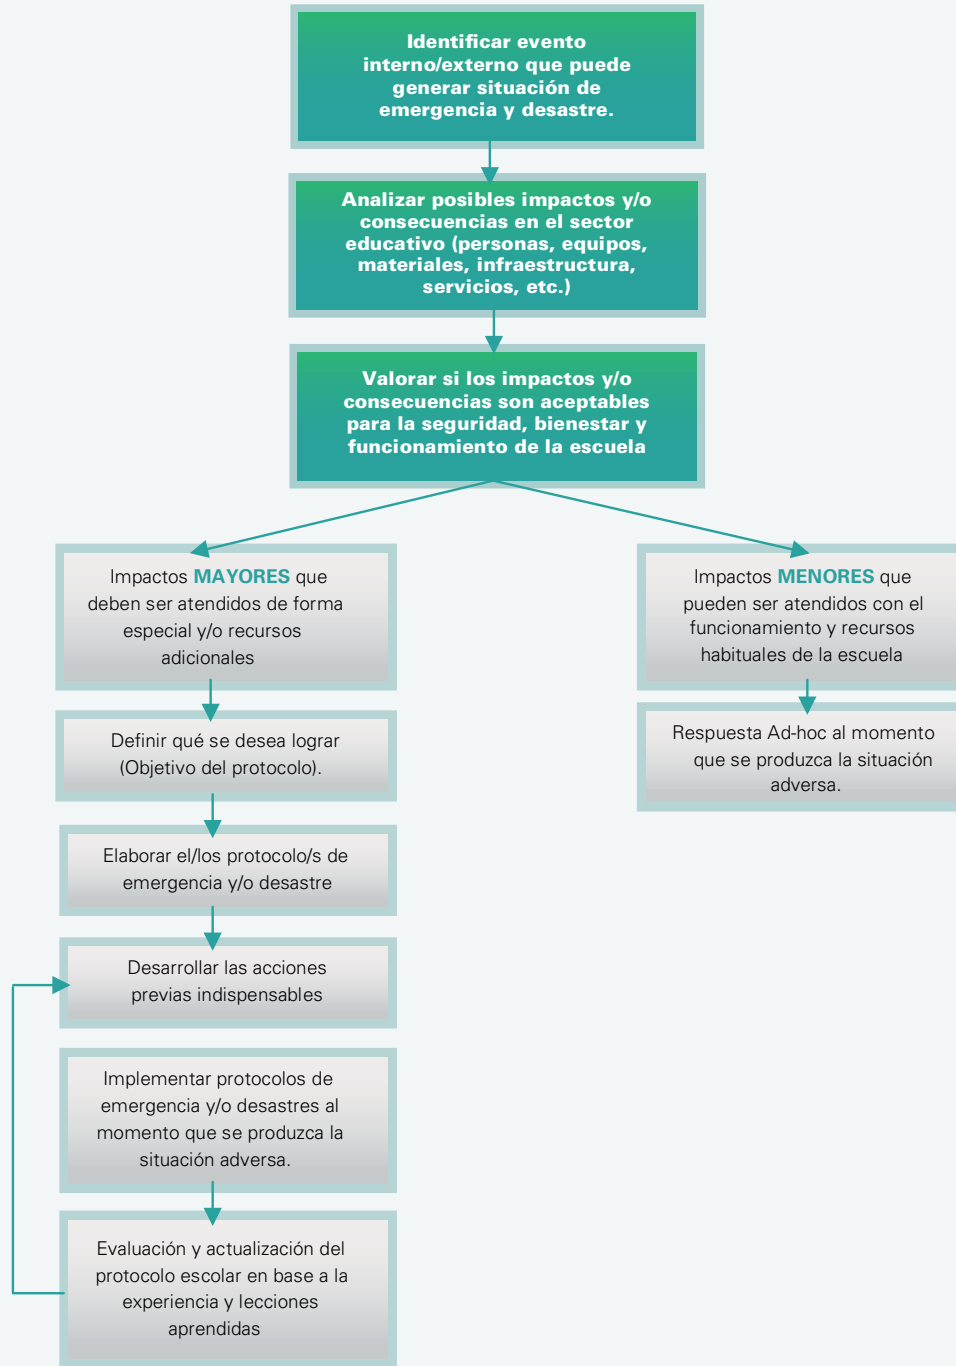 Identificar evento
interno/externo que puede
generar situación de
emergencia y desastre.
Analizar posibles impactos y/o
consecuencias en el sector
educativo (personas, equipos,
materiales, infraestructura,
servicios, etc.)
Valorar si los impactos y/o
consecuencias son aceptables
para la seguridad, bienestar y
funcionamiento de la escuela
Impactos MAYORES que
deben ser atendidos de forma
especial y/o recursos
adicionales
Impactos MENORES que
pueden ser atendidos con el
funcionamiento y recursos
habituales de la escuela
Definir qué se desea lograr
(Objetivo del protocolo).
Respuesta Ad-hoc al momento
que se produzca la situación
adversa.
Elaborar el/los protocolo/s de
emergencia y/o desastre
Desarrollar las acciones
previas indispensables
Implementar protocolos de
emergencia y/o desastres al
momento que se produzca la
situación adversa.
Evaluación y actualización del
protocolo escolar en base a la
experiencia y lecciones
aprendidas